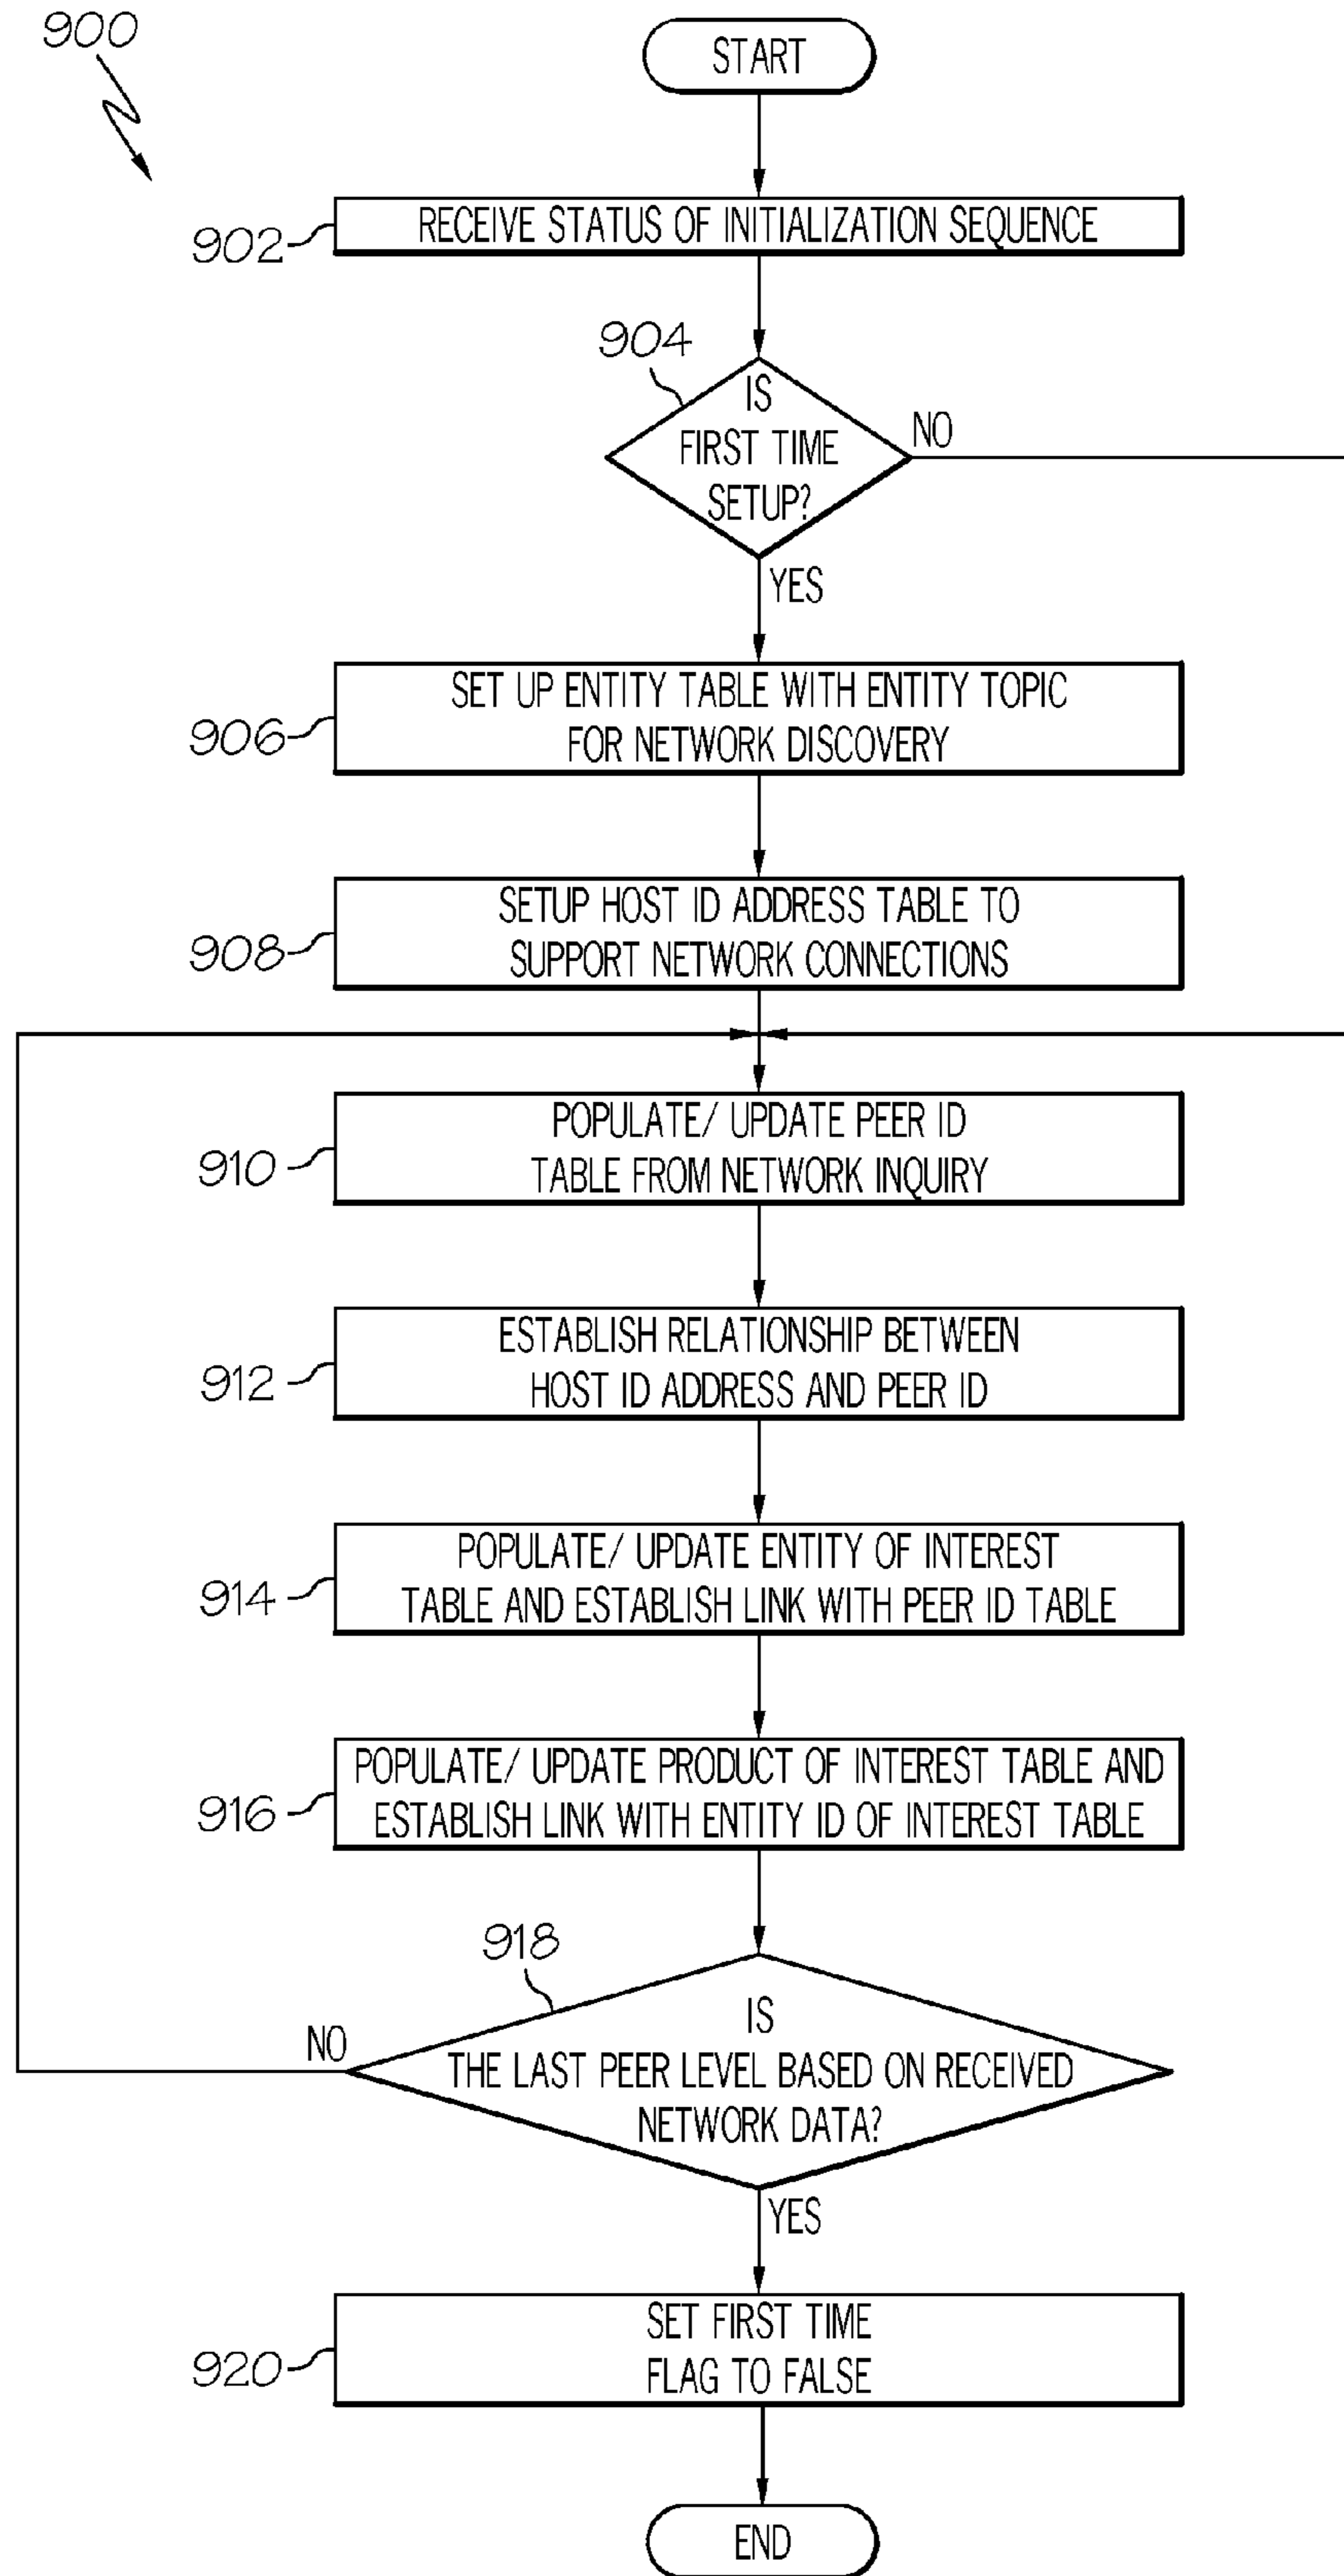 900
START
902
RECEIVE STATUS OF INITIALIZATION SEQUENCE
904
IS
FIRST TIME
SETUP?
NO
YES
906
SET UP ENTITY TABLE WITH ENTITY TOPIC
FOR NETWORK DISCOVERY
908
SETUP HOST ID ADDRESS TABLE TO
SUPPORT NETWORK CONNECTIONS
910
POPULATE/ UPDATE PEER ID
TABLE FROM NETWORK INQUIRY
912
ESTABLISH RELATIONSHIP BETWEEN
HOST ID ADDRESS AND PEER ID
914
POPULATE/ UPDATE ENTITY OF INTEREST
TABLE AND ESTABLISH LINK WITH PEER ID TABLE
916
POPULATE/ UPDATE PRODUCT OF INTEREST TABLE AND
ESTABLISH LINK WITH ENTITY ID OF INTEREST TABLE
918
IS
THE LAST PEER LEVEL BASED ON RECEIVED
NETWORK DATA?
NO
YES
920
SET FIRST TIME
FLAG TO FALSE
END